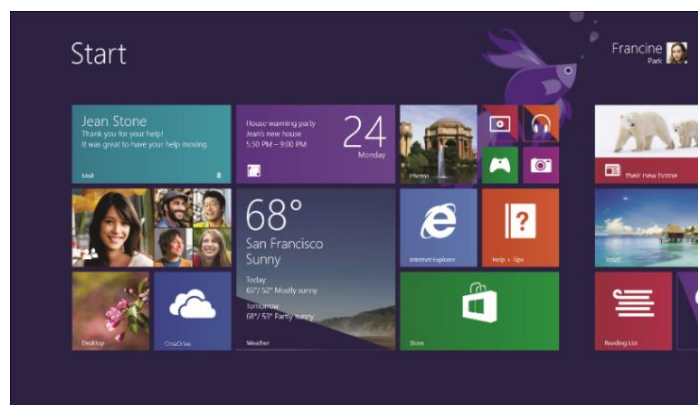 Start
Francine
Park
Jean Stone
Thank you for your help!
It was great to have your help moving
Mail
8
House warming party
Jean's new house
5:30 PM – 9:00 PM
24
Monday
Photos
their new home
68°
San Francisco
Sunny
Today
65°/ 52° Mostly sunny
Tomorrow
68°/ 53° Partly sunny
Weather
Internet Explorer
Help + Tips
Travel
Desktop
OneDrive
Store
Reading List